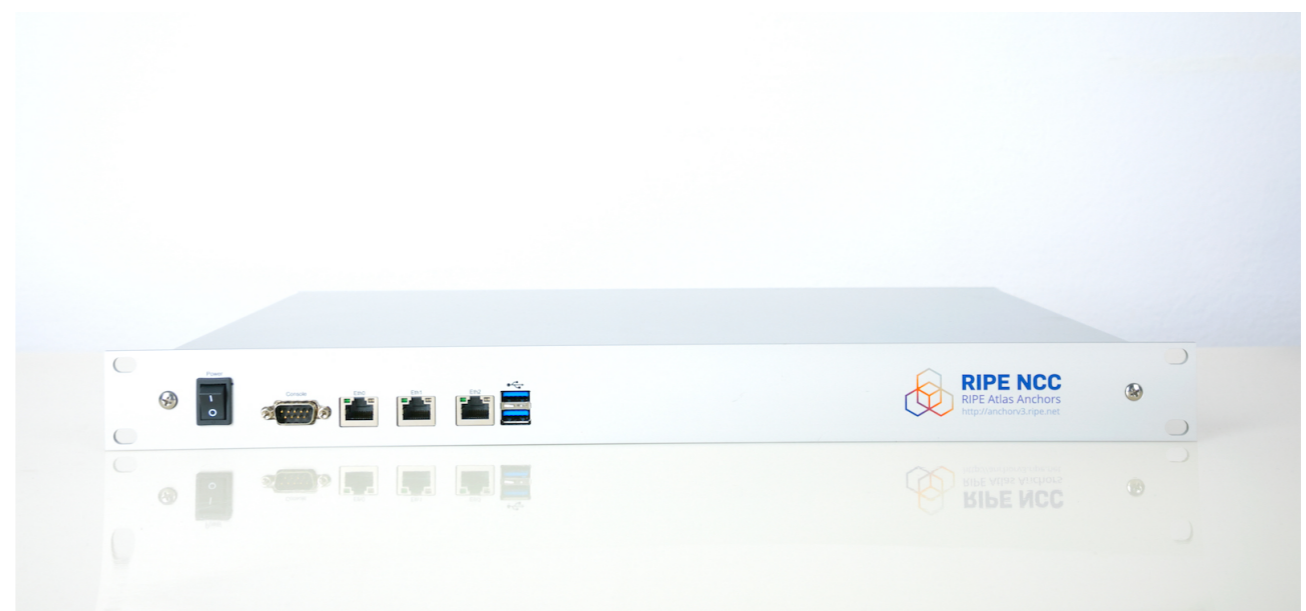 Power
Console
Eth0
Eth1
Eth2
RIPE NCC
RIPE Atlas Anchors
http://anchorv3.ripe.net